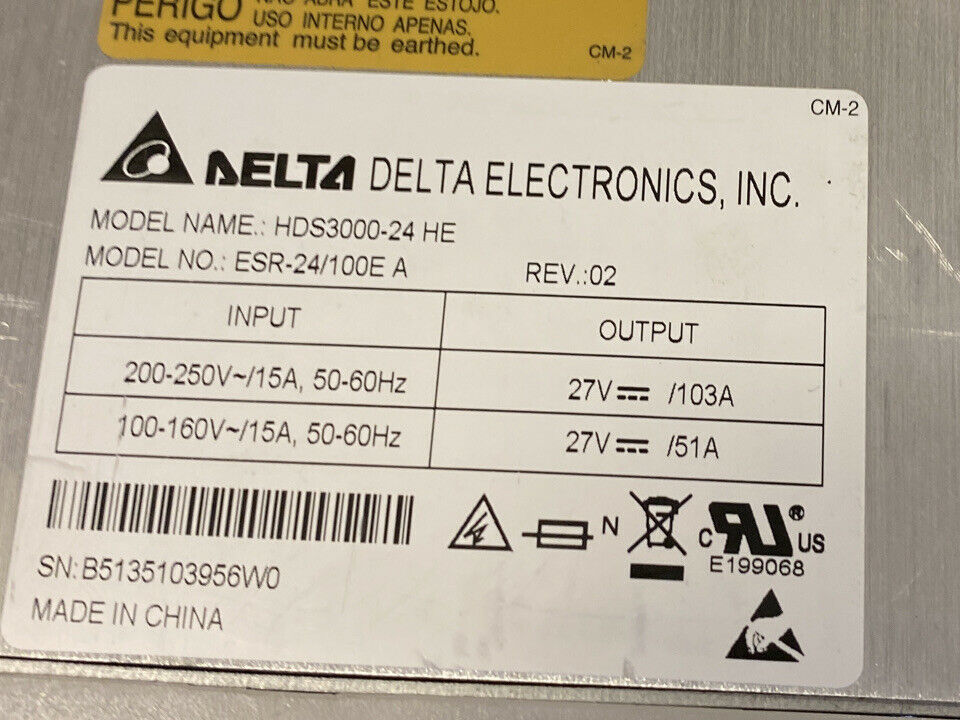 PERIGO NÃO ABRA ESTE ESTOJO.
USO INTERNO APENAS.
This equipment must be earthed.
CM-2
CM-2
DELTA DELTA ELECTRONICS, INC.
MODEL NAME.: HDS3000-24 HE
MODEL NO.: ESR-24/100E A REV.:02
INPUT OUTPUT
200-250V~/15A, 50-60Hz 27V⎓ /103A
100-160V~/15A, 50-60Hz 27V⎓ /51A
N
C RU® US
E199068
SN: B5135103956W0
MADE IN CHINA